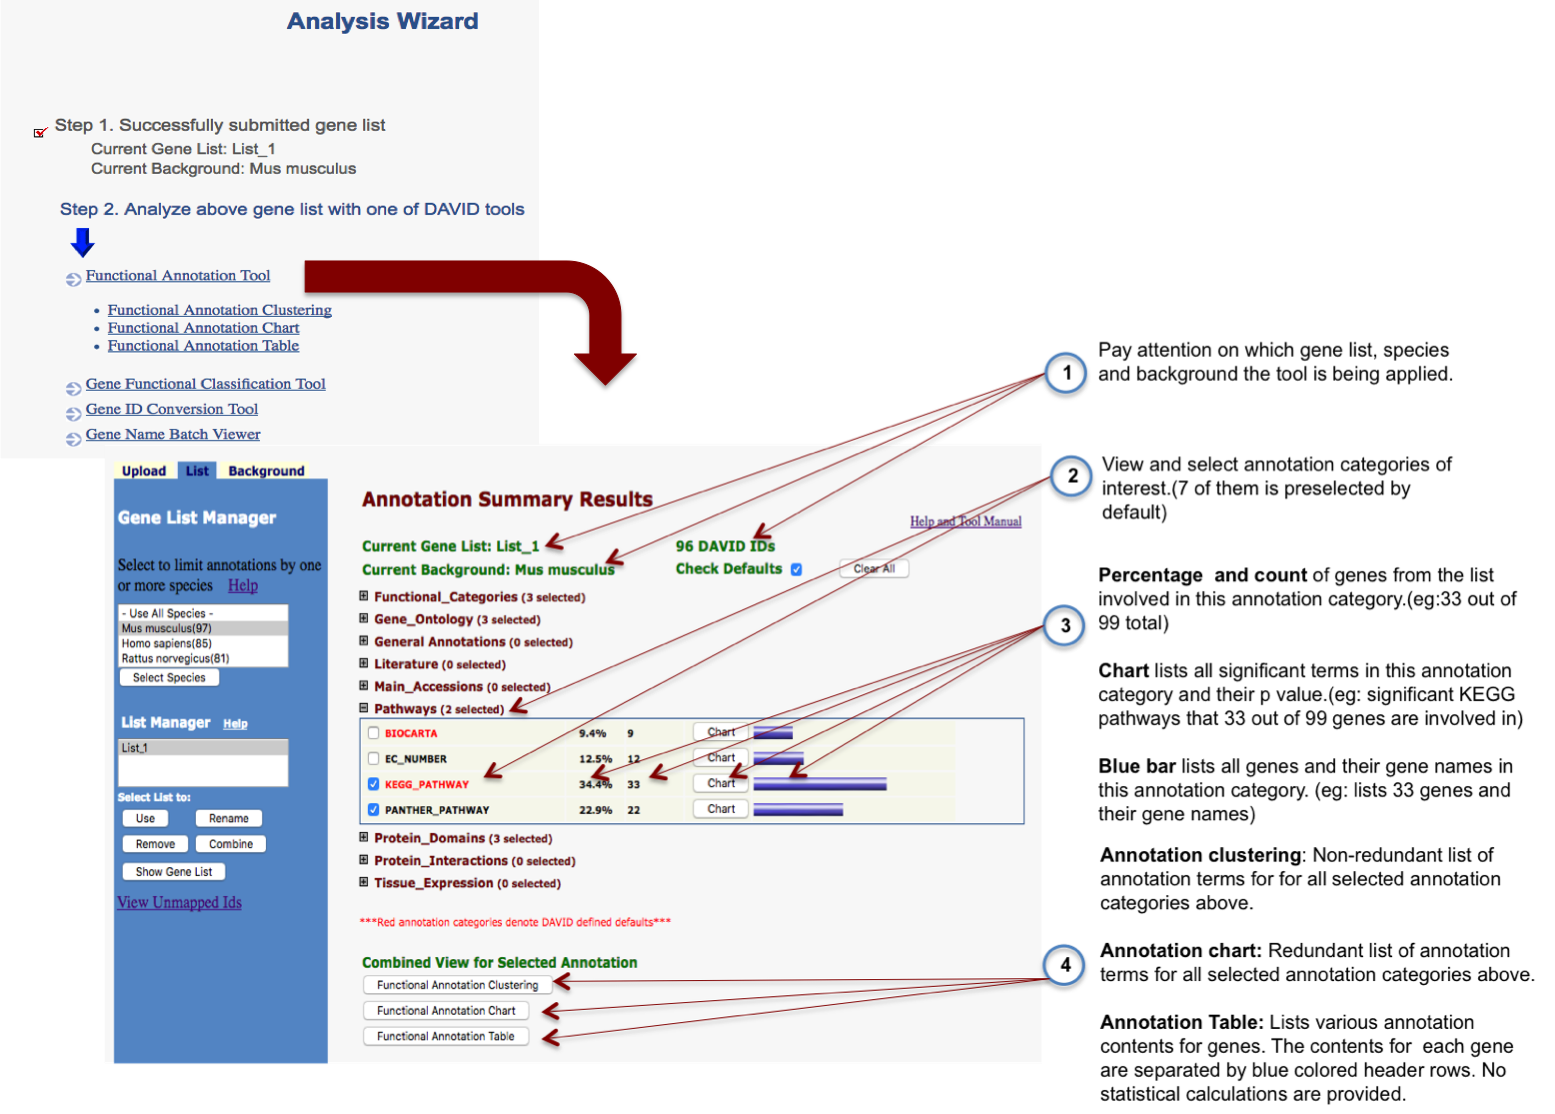 Analysis Wizard
Step 1. Successfully submitted gene list
Current Gene List: List_1
Current Background: Mus musculus
Step 2. Analyze above gene list with one of DAVID tools
Functional Annotation Tool
• Functional Annotation Clustering
• Functional Annotation Chart
• Functional Annotation Table
Gene Functional Classification Tool
Gene ID Conversion Tool
Gene Name Batch Viewer
Upload List Background
Gene List Manager
Select to limit annotations by one
or more species Help
- Use All Species -
Mus musculus(97)
Homo sapiens(85)
Rattus norvegicus(81)
Select Species
List Manager Help
List_1
Select List to:
Use Rename
Remove Combine
Show Gene List
View Unmapped Ids
Annotation Summary Results
Help and Tool Manual
Current Gene List: List_1 96 DAVID IDs
Current Background: Mus musculus Check Defaults Clear All
Functional_Categories (3 selected)
Gene_Ontology (3 selected)
General Annotations (0 selected)
Literature (0 selected)
Main_Accessions (0 selected)
Pathways (2 selected)
BIOCARTA 9.4% 9 Chart
EC_NUMBER 12.5% 12 Chart
KEGG_PATHWAY 34.4% 33 Chart
PANTHER_PATHWAY 22.9% 22 Chart
Protein_Domains (3 selected)
Protein_Interactions (0 selected)
Tissue_Expression (0 selected)
***Red annotation categories denote DAVID defined defaults***
Combined View for Selected Annotation
Functional Annotation Clustering
Functional Annotation Chart
Functional Annotation Table
1
Pay attention on which gene list, species
and background the tool is being applied.
2
View and select annotation categories of
interest.(7 of them is preselected by
default)
3
Percentage and count of genes from the list
involved in this annotation category.(eg:33 out of
99 total)
Chart lists all significant terms in this annotation
category and their p value.(eg: significant KEGG
pathways that 33 out of 99 genes are involved in)
Blue bar lists all genes and their gene names in
this annotation category. (eg: lists 33 genes and
their gene names)
4
Annotation clustering: Non-redundant list of
annotation terms for for all selected annotation
categories above.
Annotation chart: Redundant list of annotation
terms for all selected annotation categories above.
Annotation Table: Lists various annotation
contents for genes. The contents for each gene
are separated by blue colored header rows. No
statistical calculations are provided.